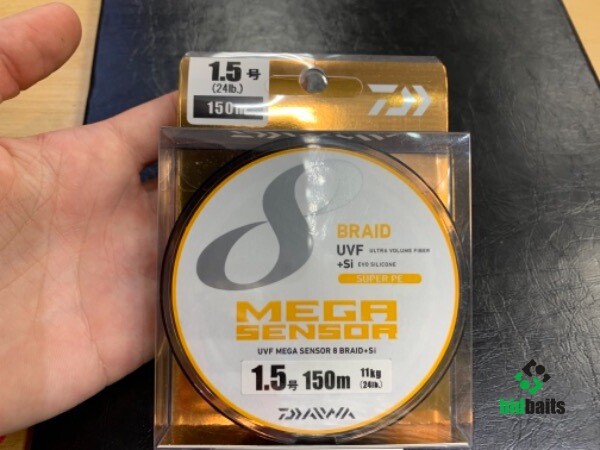 1.5号
(24lb.)
150m
DAIWA
8
BRAID
UVF ULTRA VOLUME FIBER
+Si EVO SILICONE
SUPER PE
MEGA
SENSOR
UVF MEGA SENSOR 8 BRAID+Si
1.5号 150m 11kg
(24lb.)
DAIWA
bidbaits